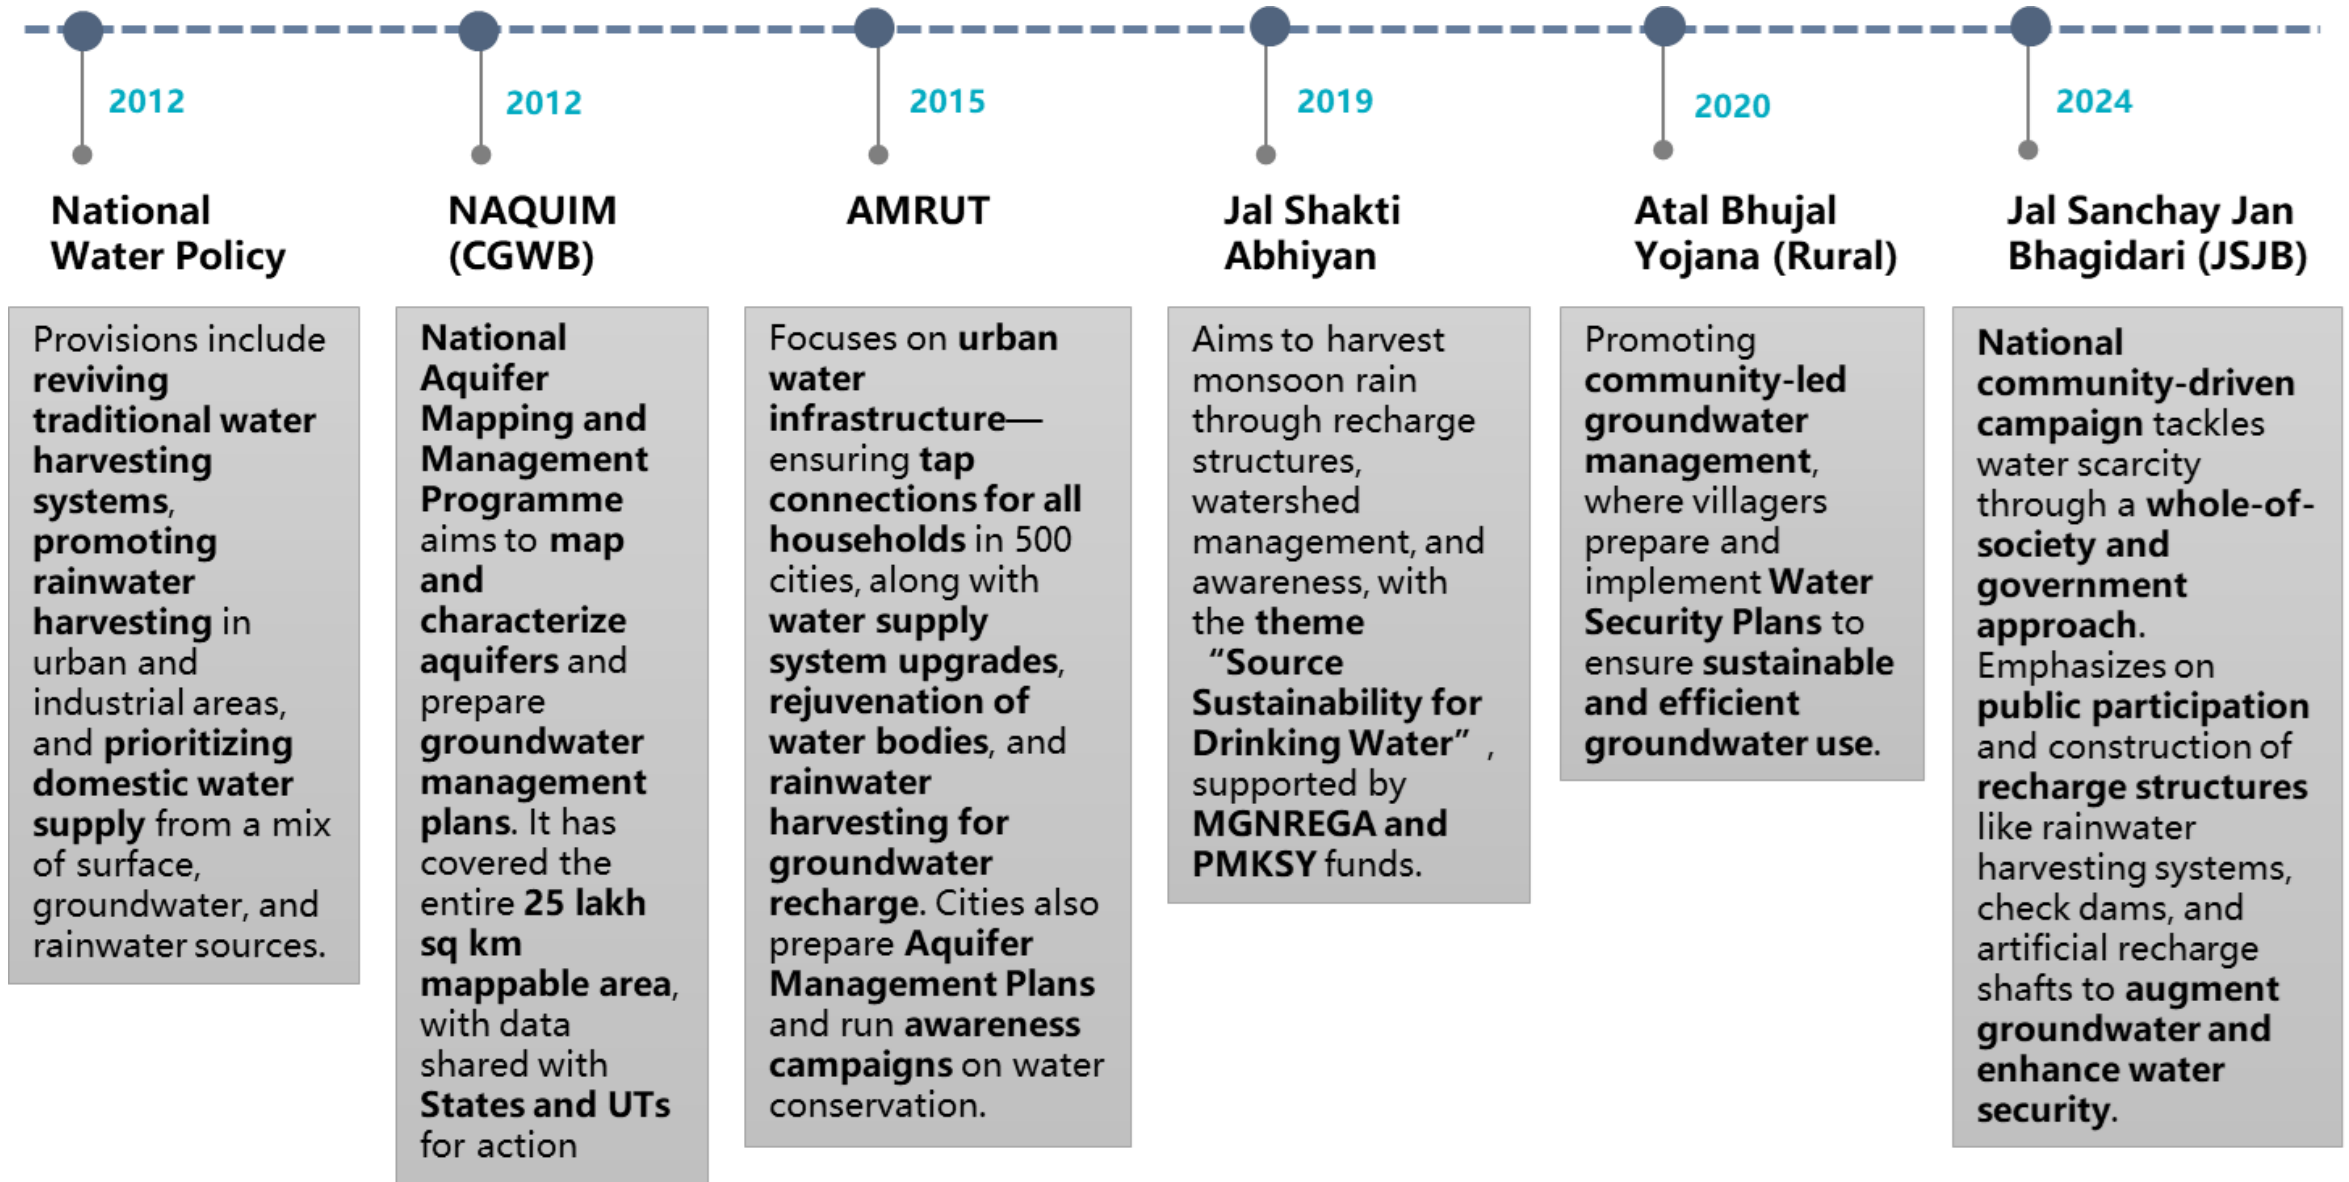 2012
National
Water Policy
Provisions include
reviving
traditional water
harvesting
systems,
promoting
rainwater
harvesting in
urban and
industrial areas,
and prioritizing
domestic water
supply from a mix
of surface,
groundwater, and
rainwater sources.
2012
NAQUIM
(CGWB)
National
Aquifer
Mapping and
Management
Programme
aims to map
and
characterize
aquifers and
prepare
groundwater
management
plans. It has
covered the
entire 25 lakh
sq km
mappable area,
with data
shared with
States and UTs
for action
2015
AMRUT
Focuses on urban
water
infrastructure—
ensuring tap
connections for all
households in 500
cities, along with
water supply
system upgrades,
rejuvenation of
water bodies, and
rainwater
harvesting for
groundwater
recharge. Cities also
prepare Aquifer
Management Plans
and run awareness
campaigns on water
conservation.
2019
Jal Shakti
Abhiyan
Aims to harvest
monsoon rain
through recharge
structures,
watershed
management, and
awareness, with
the theme
“Source
Sustainability for
Drinking Water” ,
supported by
MGNREGA and
PMKSY funds.
2020
Atal Bhujal
Yojana (Rural)
Promoting
community-led
groundwater
management,
where villagers
prepare and
implement Water
Security Plans to
ensure sustainable
and efficient
groundwater use.
2024
Jal Sanchay Jan
Bhagidari (JSJB)
National
community-driven
campaign tackles
water scarcity
through a whole-of-
society and
government
approach.
Emphasizes on
public participation
and construction of
recharge structures
like rainwater
harvesting systems,
check dams, and
artificial recharge
shafts to augment
groundwater and
enhance water
security.